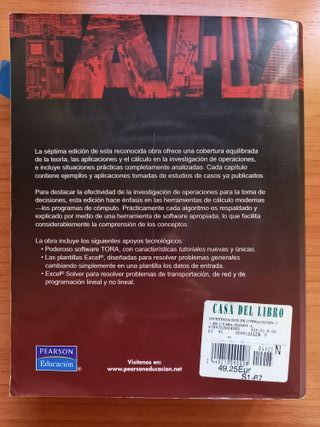 La séptima edición de esta reconocida obra ofrece una cobertura equilibrada
de la teoría, las aplicaciones y el cálculo en la investigación de operaciones,
e incluye situaciones prácticas completamente analizadas. Cada capítulo
contiene ejemplos y aplicaciones tomadas de estudios de casos ya publicados.
Para destacar la efectividad de la investigación de operaciones para la toma de
decisiones, esta edición hace énfasis en las herramientas de cálculo modernas
—los programas de cómputo. Prácticamente cada algoritmo es respaldado y
explicado por medio de una herramienta de software apropiada, lo que facilita
considerablemente la comprensión de los conceptos.
La obra incluye los siguientes apoyos tecnológicos:
• Poderoso software TORA, con características tutoriales nuevas y únicas.
• Las plantillas Excel®, diseñadas para resolver problemas generales
cambiando simplemente en una plantilla los datos de entrada.
• Excel® Solver para resolver problemas de transportación, de red y de
programación lineal y no lineal.
CASA DEL LIBRO
49,25Eur
N
PEARSON
Educación
Visítenos en:
www.pearsoneducacion.net